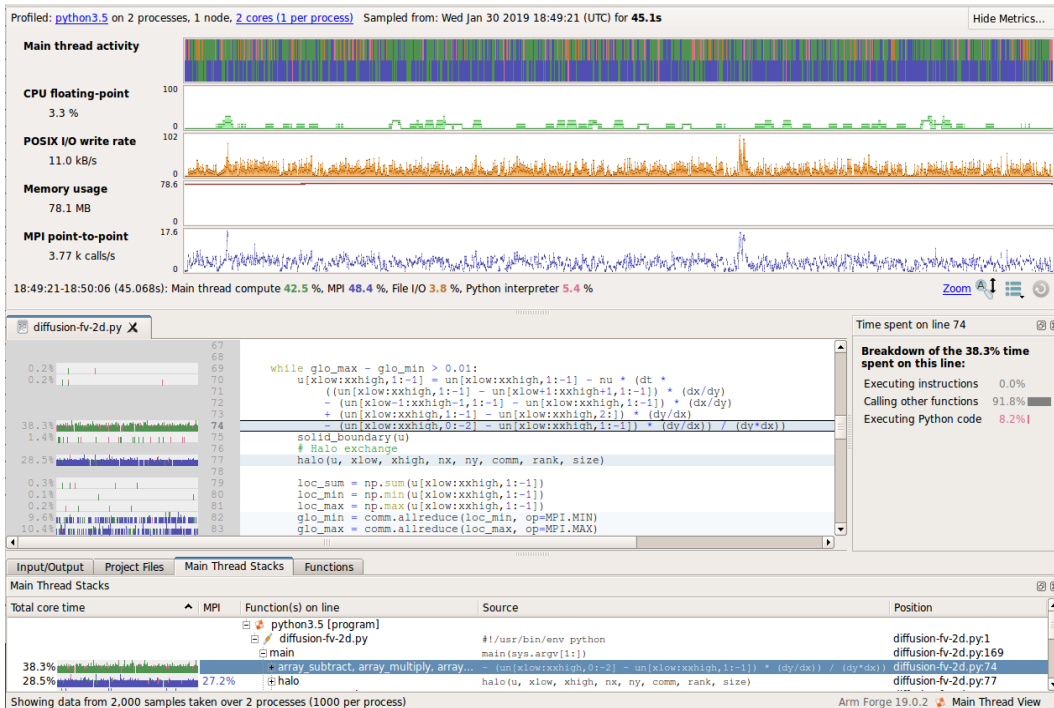 Profiled: python3.5 on 2 processes, 1 node, 2 cores (1 per process) Sampled from: Wed Jan 30 2019 18:49:21 (UTC) for 45.1s
Hide Metrics...
Main thread activity
CPU floating-point
3.3 %
100
0
POSIX I/O write rate
11.0 kB/s
102
0
Memory usage
78.1 MB
78.6
0
MPI point-to-point
3.77 k calls/s
17.6
0
18:49:21-18:50:06 (45.068s): Main thread compute 42.5 %, MPI 48.4 %, File I/O 3.8 %, Python interpreter 5.4 %
Zoom
diffusion-fv-2d.py
67
68
0.2% 69 while glo_max - glo_min > 0.01:
0.2% 70 u[xlow:xxhigh,1:-1] = un[xlow:xxhigh,1:-1] - nu * (dt *
71 ((un[xlow:xxhigh,1:-1] - un[xlow+1:xxhigh+1,1:-1]) * (dx/dy)
72 - (un[xlow-1:xxhigh-1,1:-1] - un[xlow:xxhigh,1:-1]) * (dx/dy)
73 + (un[xlow:xxhigh,1:-1] - un[xlow:xxhigh,2:]) * (dy/dx)
38.3% 74 - (un[xlow:xxhigh,0:-2] - un[xlow:xxhigh,1:-1]) * (dy/dx)) / (dy*dx))
1.4% 75 solid_boundary(u)
76 # Halo exchange
28.5% 77 halo(u, xlow, xhigh, nx, ny, comm, rank, size)
78
0.3% 79 loc_sum = np.sum(u[xlow:xxhigh,1:-1])
0.1% 80 loc_min = np.min(u[xlow:xxhigh,1:-1])
0.2% 81 loc_max = np.max(u[xlow:xxhigh,1:-1])
9.6% 82 glo_min = comm.allreduce(loc_min, op=MPI.MIN)
10.4% 83 glo_max = comm.allreduce(loc_max, op=MPI.MAX)
Time spent on line 74
Breakdown of the 38.3% time
spent on this line:
Executing instructions 0.0%
Calling other functions 91.8%
Executing Python code 8.2%
Input/Output Project Files Main Thread Stacks Functions
Main Thread Stacks
Total core time MPI Function(s) on line Source Position
python3.5 [program]
diffusion-fv-2d.py #!/usr/bin/env python diffusion-fv-2d.py:1
main main(sys.argv[1:]) diffusion-fv-2d.py:169
38.3% array_subtract, array_multiply, array... - (un[xlow:xxhigh,0:-2] - un[xlow:xxhigh,1:-1]) * (dy/dx)) / (dy*dx)) diffusion-fv-2d.py:74
28.5% 27.2% halo halo(u, xlow, xhigh, nx, ny, comm, rank, size) diffusion-fv-2d.py:77
Showing data from 2,000 samples taken over 2 processes (1000 per process)
Arm Forge 19.0.2 Main Thread View